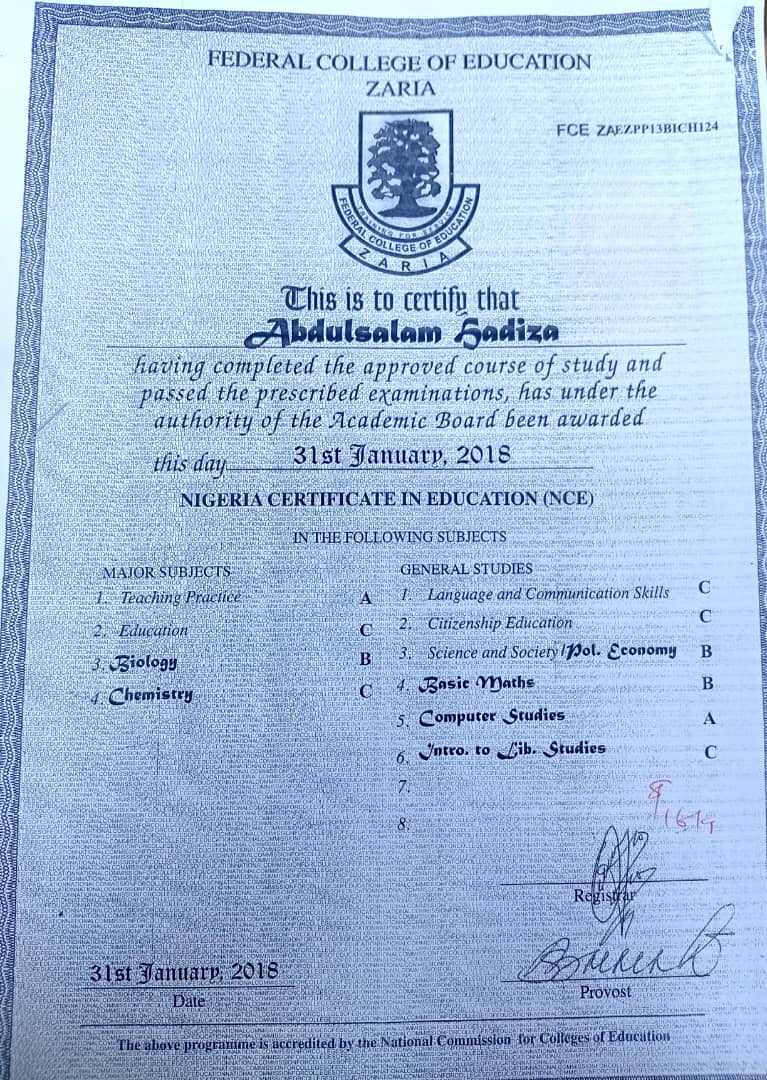 FEDERAL COLLEGE OF EDUCATION
ZARIA
FCE ZAEZPP13BICH124
TRAINING FOR SERVICE
FEDERAL COLLEGE OF EDUCATION
ZARIA
This is to certify that
Abdulsalam Hadiza
having completed the approved course of study and
passed the prescribed examinations, has under the
authority of the Academic Board been awarded
this day 31st January, 2018
NIGERIA CERTIFICATE IN EDUCATION (NCE)
IN THE FOLLOWING SUBJECTS
MAJOR SUBJECTS
1. Teaching Practice A
2. Education C
3. Biology B
4. Chemistry C
GENERAL STUDIES
1. Language and Communication Skills C
2. Citizenship Education C
3. Science and Society/Pol. Economy B
4. Basic Maths B
5. Computer Studies A
6. Intro. to Lib. Studies C
7.
8.
Registrar
Provost
31st January, 2018
Date
The above programme is accredited by the National Commission for Colleges of Education